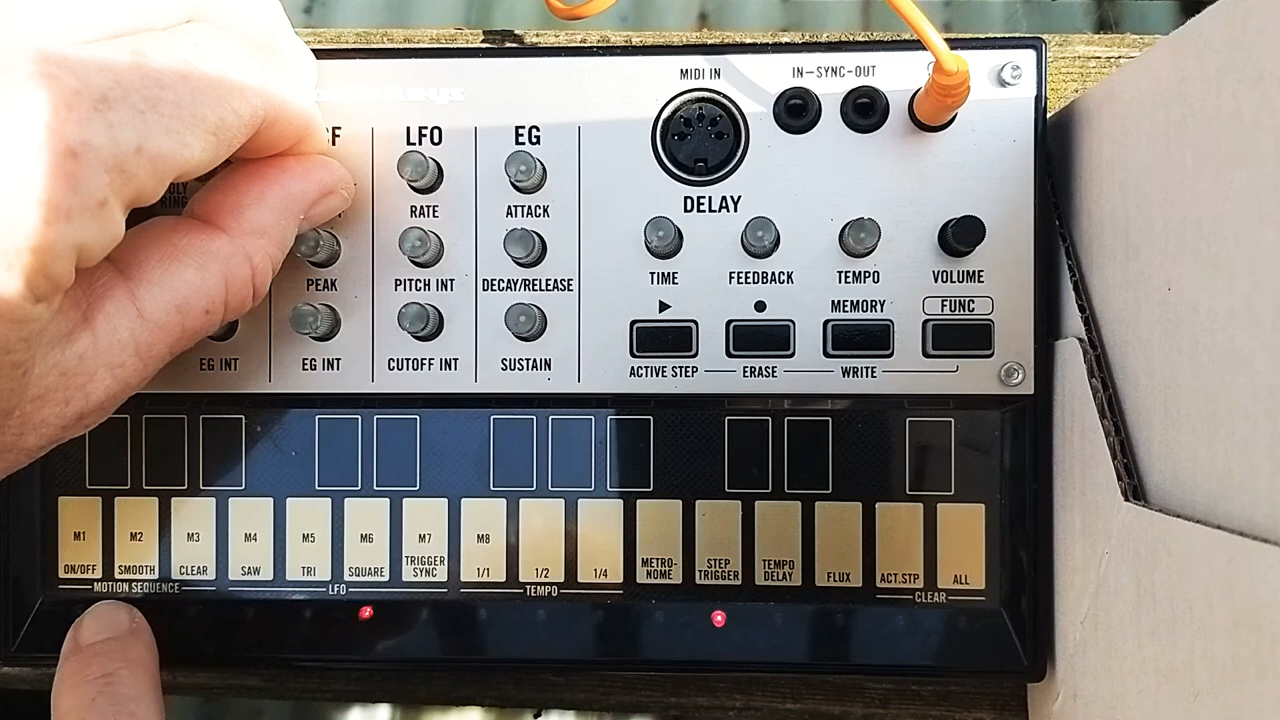 MIDI IN
IN-SYNC-OUT
LFO
EG
RATE
ATTACK
DELAY
PEAK
PITCH INT
DECAY/RELEASE
TIME
FEEDBACK
TEMPO
VOLUME
MEMORY
FUNC
EG INT
EG INT
CUTOFF INT
SUSTAIN
ACTIVE STEP
ERASE
WRITE
M1
M2
M3
M4
M5
M6
M7
M8
ON/OFF
SMOOTH
CLEAR
SAW
TRI
SQUARE
TRIGGER
SYNC
1/1
1/2
1/4
METRO-
NOME
STEP
TRIGGER
TEMPO
DELAY
FLUX
ACT.STP
ALL
MOTION SEQUENCE
LFO
TEMPO
CLEAR